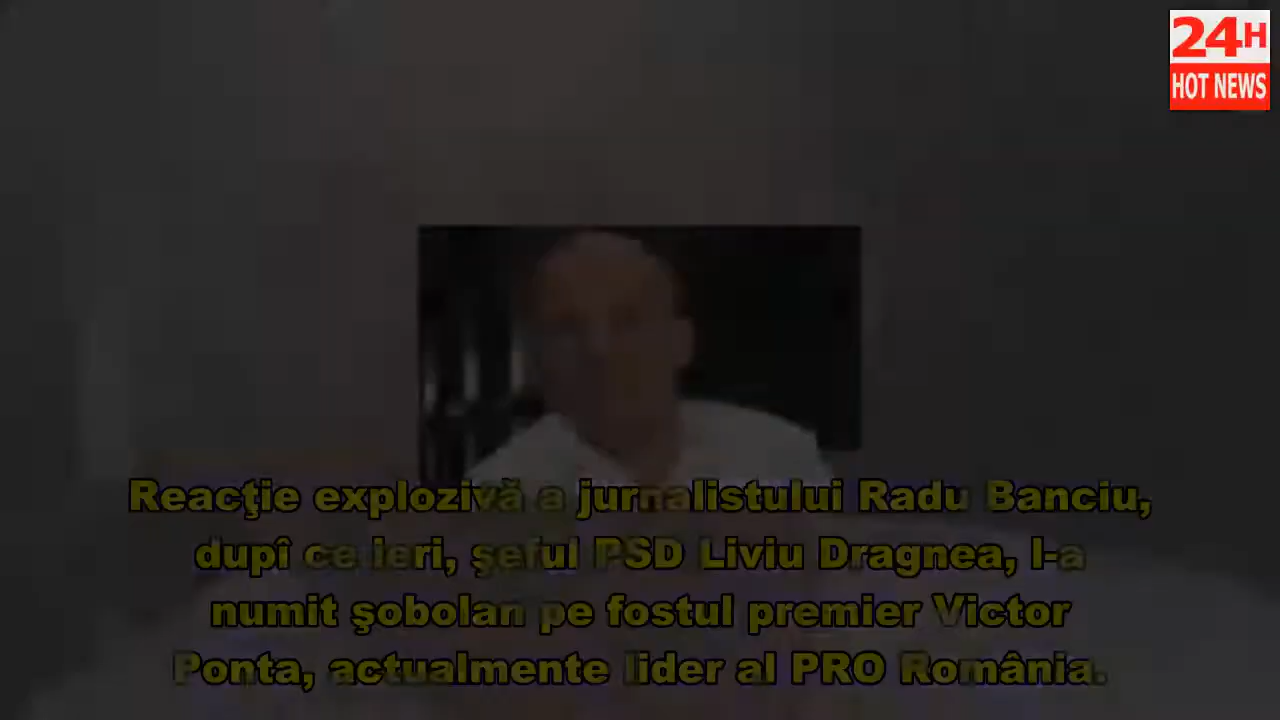 24H
HOT NEWS
Reacţie explozivă a jurnalistului Radu Banciu,
dupî ce ieri, şeful PSD Liviu Dragnea, l-a
numit şobolan pe fostul premier Victor
Ponta, actualmente lider al PRO România.